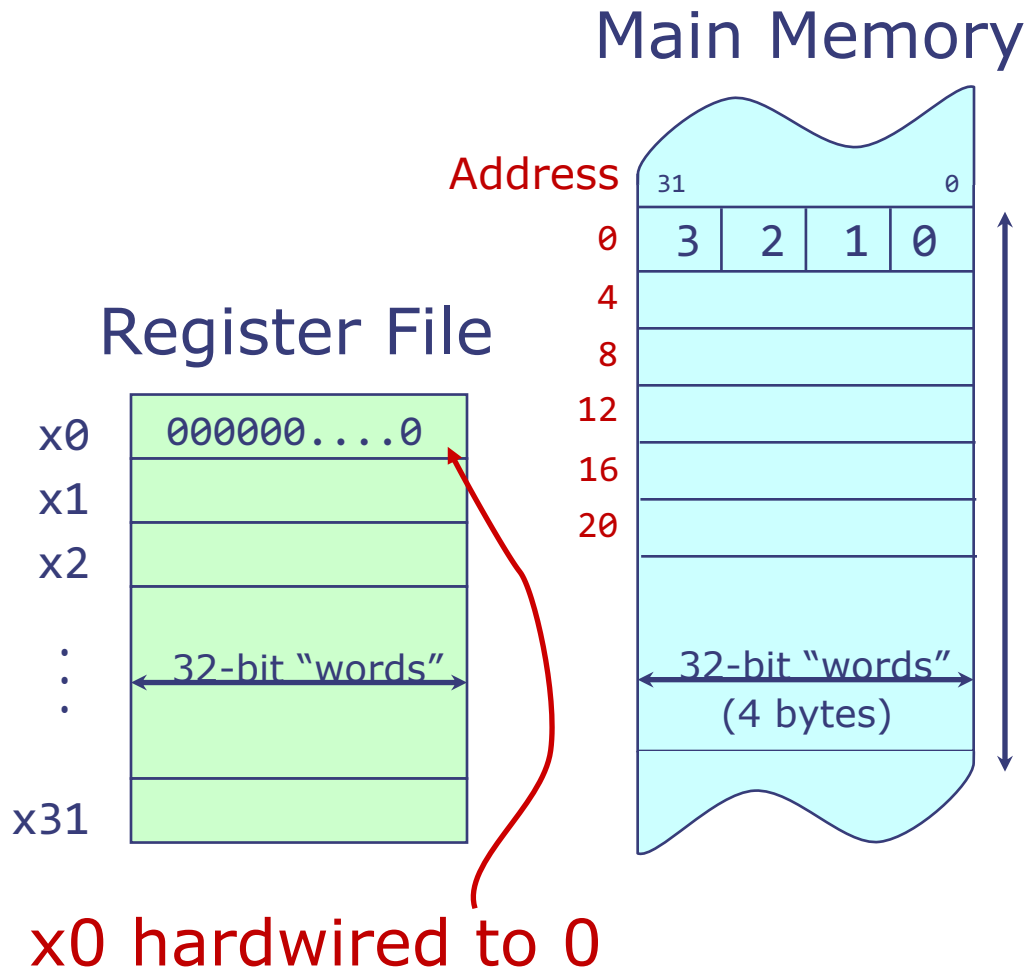 Main Memory
Address 31 0
0 3 2 1 0
4
8
12
16
20
32-bit “words”
(4 bytes)
Register File
x0 000000....0
x1
x2
.
.
.
32-bit “words”
x31
x0 hardwired to 0